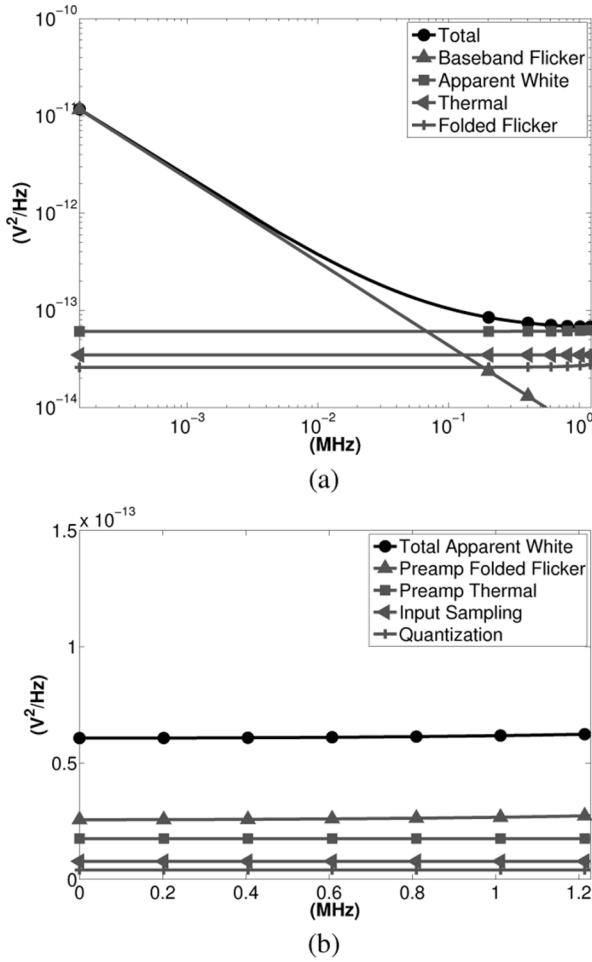 10⁻¹⁰
Total
Baseband Flicker
Apparent White
Thermal
Folded Flicker
10⁻¹¹
(V²/Hz)
10⁻¹²
10⁻¹³
10⁻¹⁴
10⁻³
10⁻²
10⁻¹
10⁰
(MHz)
(a)
x 10⁻¹³
1.5
Total Apparent White
Preamp Folded Flicker
Preamp Thermal
Input Sampling
Quantization
1
(V²/Hz)
0.5
0
0
0.2
0.4
0.6
0.8
1
1.2
(MHz)
(b)